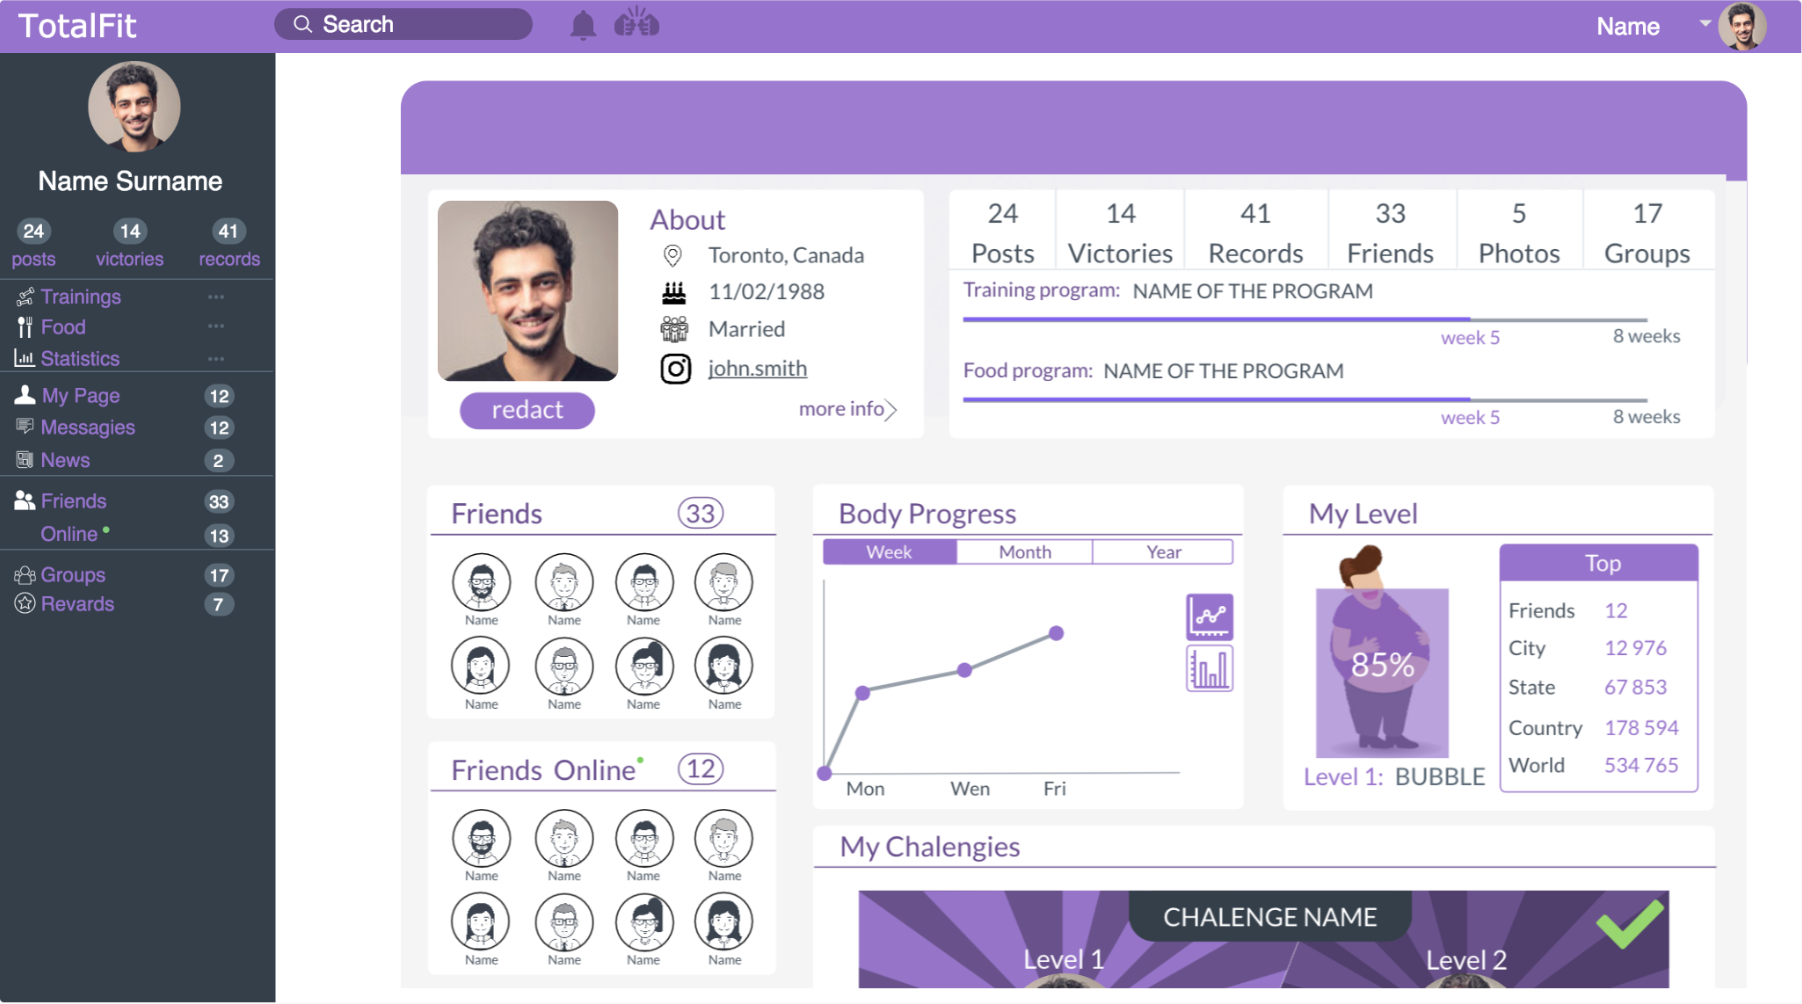 TotalFit
Search
Name
Name Surname
24 14 41
posts victories records
Trainings ...
Food ...
Statistics ...
My Page 12
Messagies 12
News 2
Friends 33
Online 13
Groups 17
Revards 7
About
Toronto, Canada
11/02/1988
Married
john.smith
redact
more info
24 14 41 33 5 17
Posts Victories Records Friends Photos Groups
Training program: NAME OF THE PROGRAM
week 5 8 weeks
Food program: NAME OF THE PROGRAM
week 5 8 weeks
Friends 33
Name Name Name Name
Name Name Name Name
Friends Online 12
Name Name Name Name
Name Name Name Name
Body Progress
Week Month Year
Mon Wen Fri
My Level
85%
Level 1: BUBBLE
Top
Friends 12
City 12 976
State 67 853
Country 178 594
World 534 765
My Chalengies
CHALENGE NAME
Level 1 Level 2